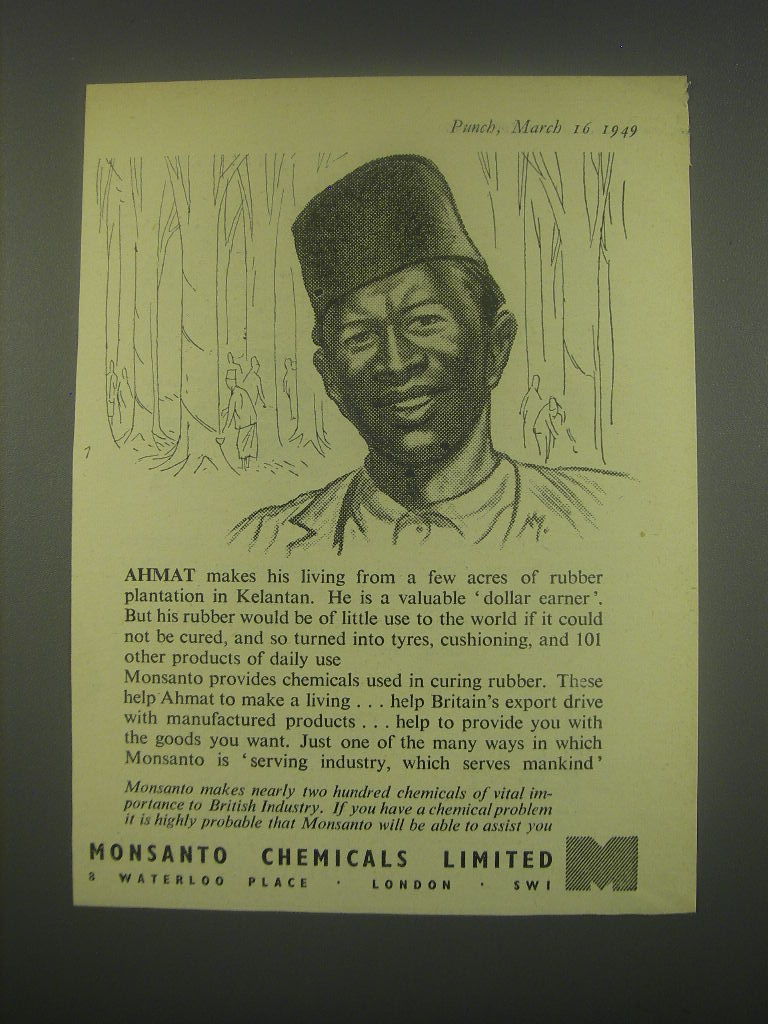 Punch, March 16 1949
AHMAT makes his living from a few acres of rubber
plantation in Kelantan. He is a valuable ‘dollar earner’.
But his rubber would be of little use to the world if it could
not be cured, and so turned into tyres, cushioning, and 101
other products of daily use
Monsanto provides chemicals used in curing rubber. These
help Ahmat to make a living . . . help Britain’s export drive
with manufactured products . . . help to provide you with
the goods you want. Just one of the many ways in which
Monsanto is ‘serving industry, which serves mankind’
Monsanto makes nearly two hundred chemicals of vital im-
portance to British Industry. If you have a chemical problem
it is highly probable that Monsanto will be able to assist you
MONSANTO CHEMICALS LIMITED
8 WATERLOO PLACE · LONDON · SW1
M